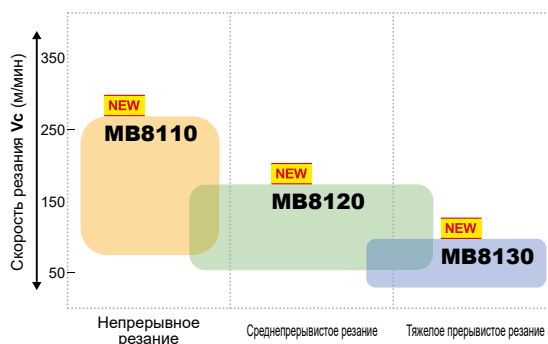 Скорость резания Vc (м/мин)
350
250
150
50
NEW
MB8110
NEW
MB8120
NEW
MB8130
Непрерывное
резание
Среднепрерывистое резание
Тяжелое прерывистое резание